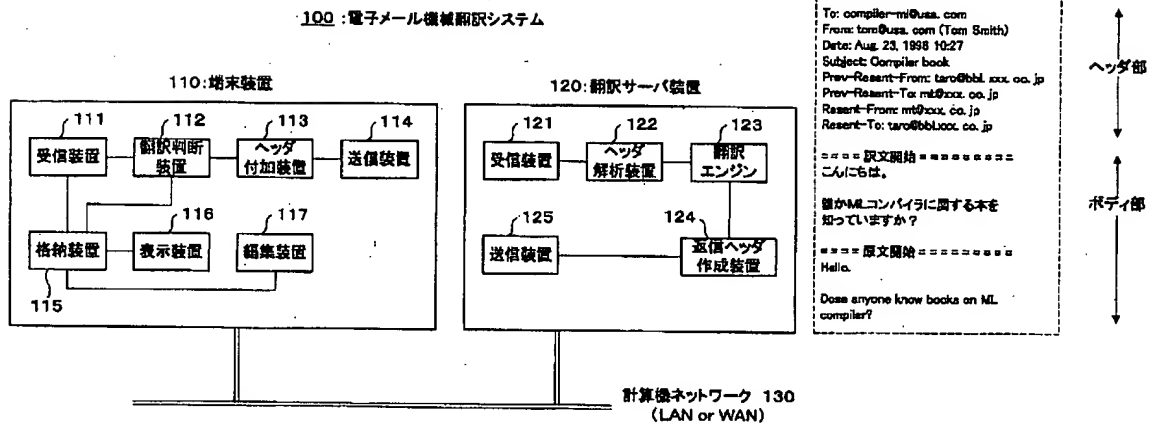 100:電子メール機械翻訳システム
110:端末装置
111
受信装置
112
翻訳判断
装置
113
ヘッダ
付加装置
114
送信装置
115
格納装置
116
表示装置
117
編集装置
120:翻訳サーバ装置
121
受信装置
122
ヘッダ
解析装置
123
翻訳
エンジン
125
送信装置
124
返信ヘッダ
作成装置
計算機ネットワーク 130
(LAN or WAN)
To: compiler-ml@usa. com
From: tom@usa. com (Tom Smith)
Date: Aug. 23, 1998 10:27
Subject: Compiler book
Prev-Resent-From: taro@bbl. xxx. co. jp
Prev-Resent-To: mt@xxx. co. jp
Resent-From: mt@xxx. co. jp
Resent-To: taro@bbl.xxx. co. jp
==== 訳文開始 =========
こんにちは。
誰かMLコンパイラに関する本を
知っていますか?
==== 原文開始 =========
Hello.
Dose anyone know books on ML
compiler?
ヘッダ部
ボディ部